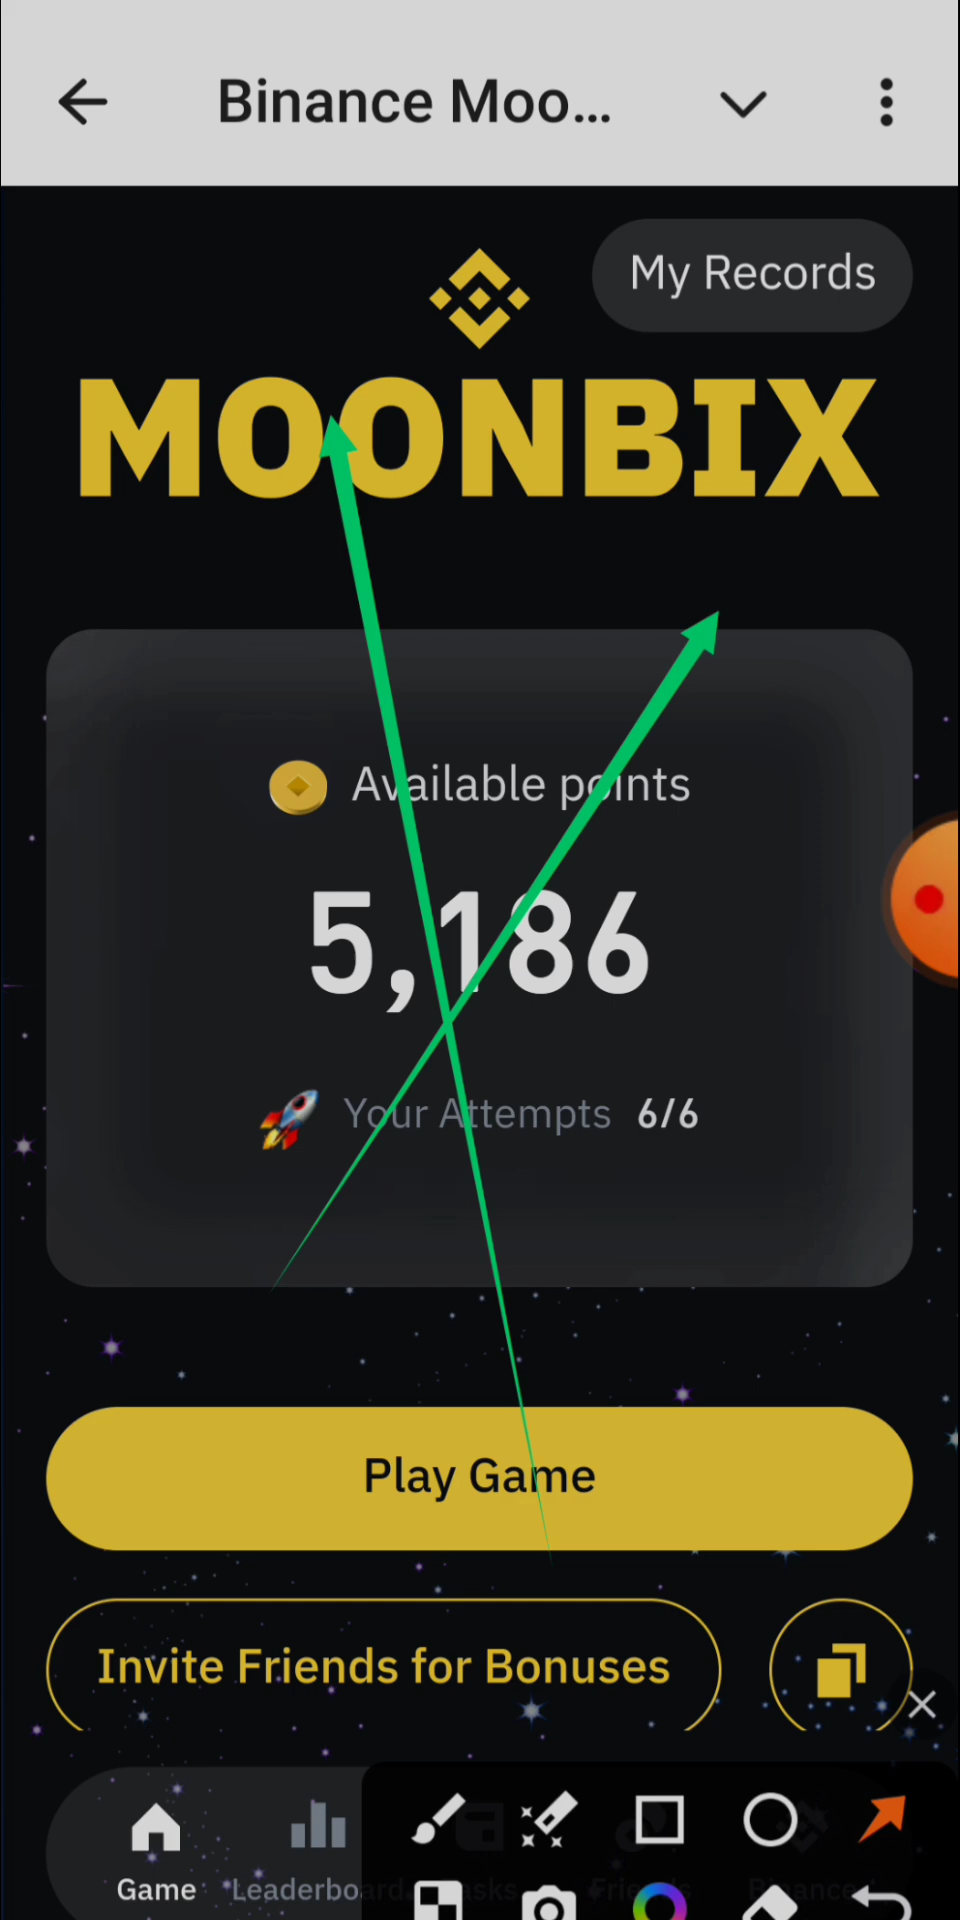 Binance Moo...
My Records
MOONBIX
Available points
5,186
Your Attempts 6/6
Play Game
Invite Friends for Bonuses
Game